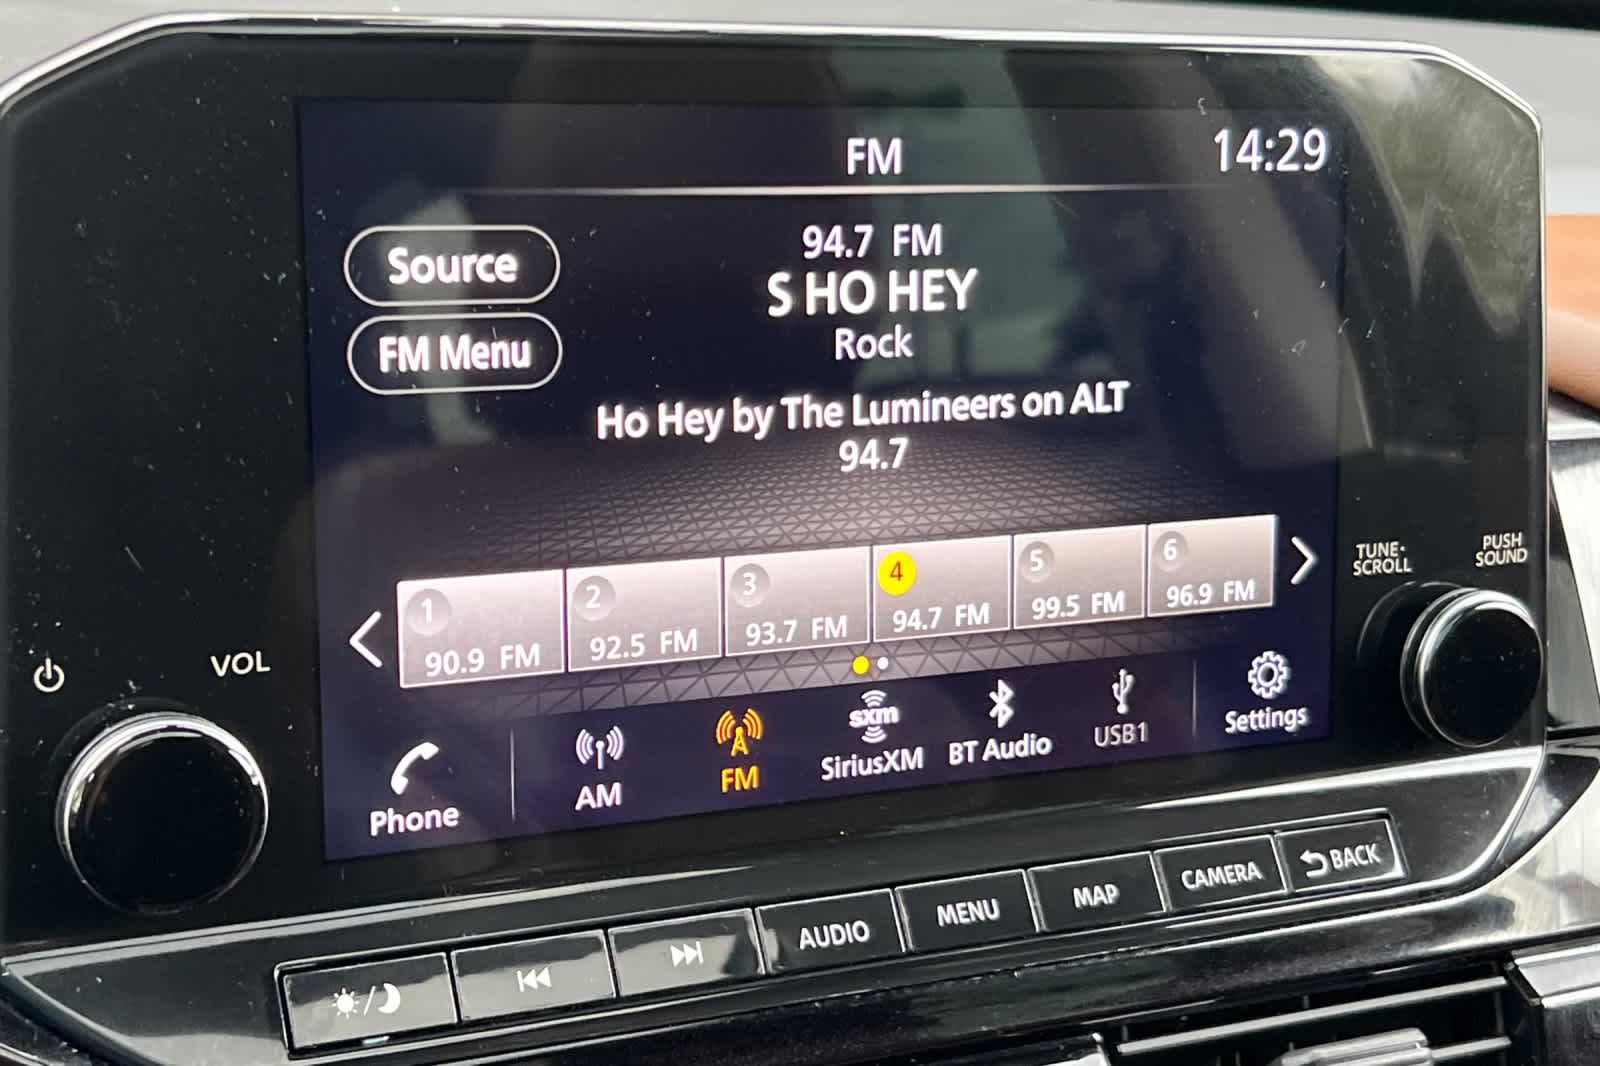 FM
14:29
Source
FM Menu
94.7 FM
S HO HEY
Rock
Ho Hey by The Lumineers on ALT
94.7
1
90.9 FM
2
92.5 FM
3
93.7 FM
4
94.7 FM
5
99.5 FM
6
96.9 FM
Phone
AM
FM
sxm
SiriusXM
BT Audio
USB1
Settings
VOL
TUNE·
SCROLL
PUSH
SOUND
AUDIO
MENU
MAP
CAMERA
BACK